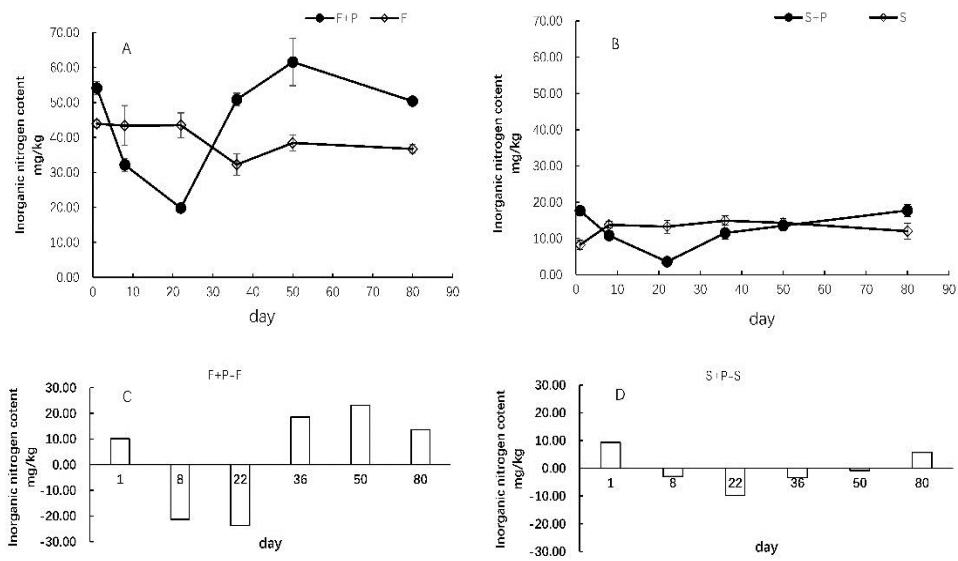 F+P F
A
Inorganic nitrogen cotent
mg/kg
70.00
60.00
50.00
40.00
30.00
20.00
10.00
0.00
0 10 20 30 40 50 60 70 80 90
day
S+P S
B
Inorganic nitrogen cotent
mg/kg
70.00
60.00
50.00
40.00
30.00
20.00
10.00
0.00
0 10 20 30 40 50 60 70 80 90
day
F+P-F
C
Inorganic nitrogen cotent
mg/kg
30.00
20.00
10.00
0.00
-10.00
-20.00
-30.00
1 8 22 36 50 80
day
S+P-S
D
Inorganic nitrogen cotent
mg/kg
30.00
20.00
10.00
0.00
-10.00
-20.00
-30.00
1 8 22 36 50 80
day